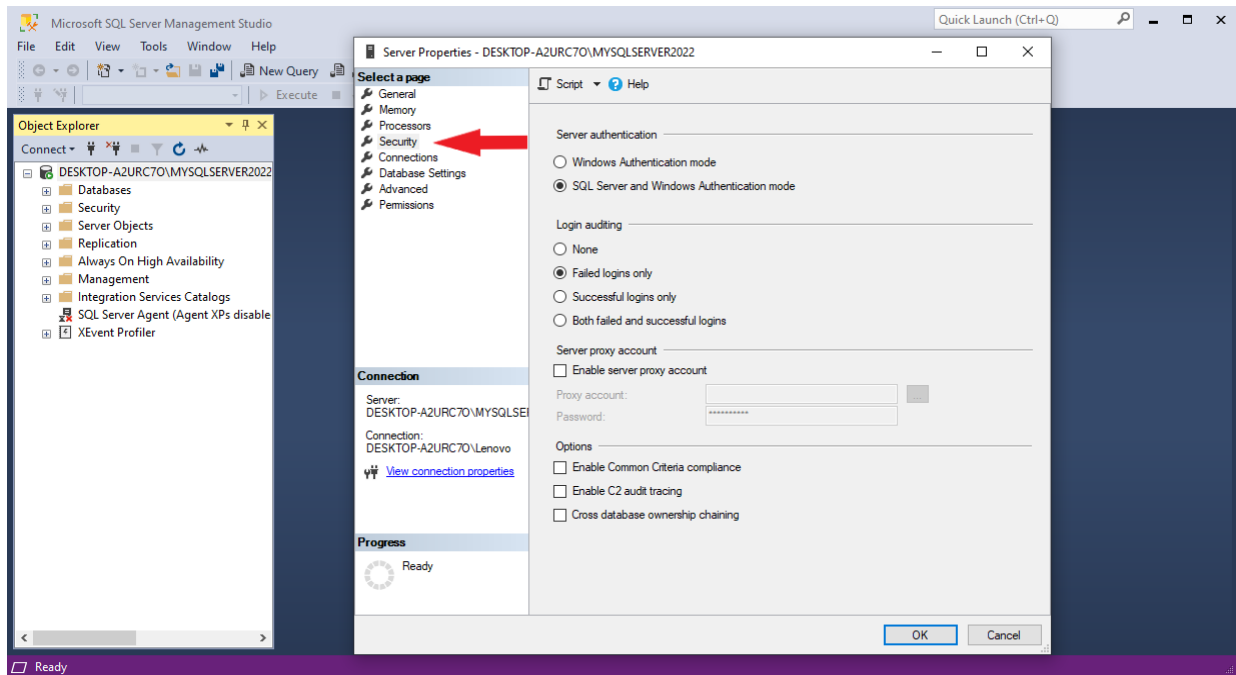 Microsoft SQL Server Management Studio
Quick Launch (Ctrl+Q)
File Edit View Tools Window Help
New Query
Execute
Object Explorer
Connect
DESKTOP-A2URC7O\MYSQLSERVER2022
Databases
Security
Server Objects
Replication
Always On High Availability
Management
Integration Services Catalogs
SQL Server Agent (Agent XPs disable
XEvent Profiler
Server Properties - DESKTOP-A2URC7O\MYSQLSERVER2022
Select a page
General
Memory
Processors
Security
Connections
Database Settings
Advanced
Permissions
Connection
Server:
DESKTOP-A2URC7O\MYSQLSE
Connection:
DESKTOP-A2URC7O\Lenovo
View connection properties
Progress
Ready
Script Help
Server authentication
Windows Authentication mode
SQL Server and Windows Authentication mode
Login auditing
None
Failed logins only
Successful logins only
Both failed and successful logins
Server proxy account
Enable server proxy account
Proxy account:
...
Password:
**********
Options
Enable Common Criteria compliance
Enable C2 audit tracing
Cross database ownership chaining
OK Cancel
Ready